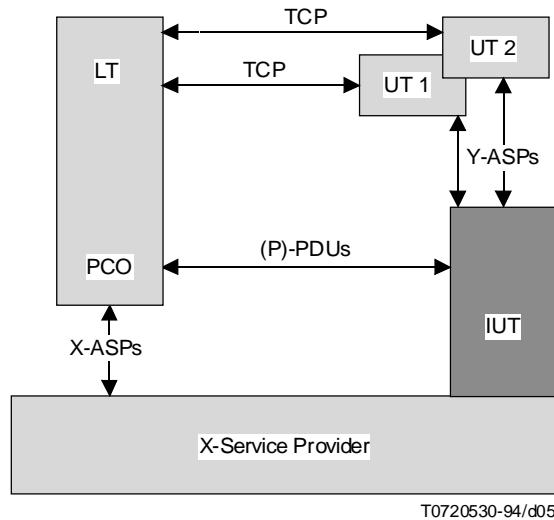 TCP
UT 2
LT
TCP
UT 1
Y-ASPs
(P)-PDUs
PCO
IUT
X-ASPs
X-Service Provider
T0720530-94/d05